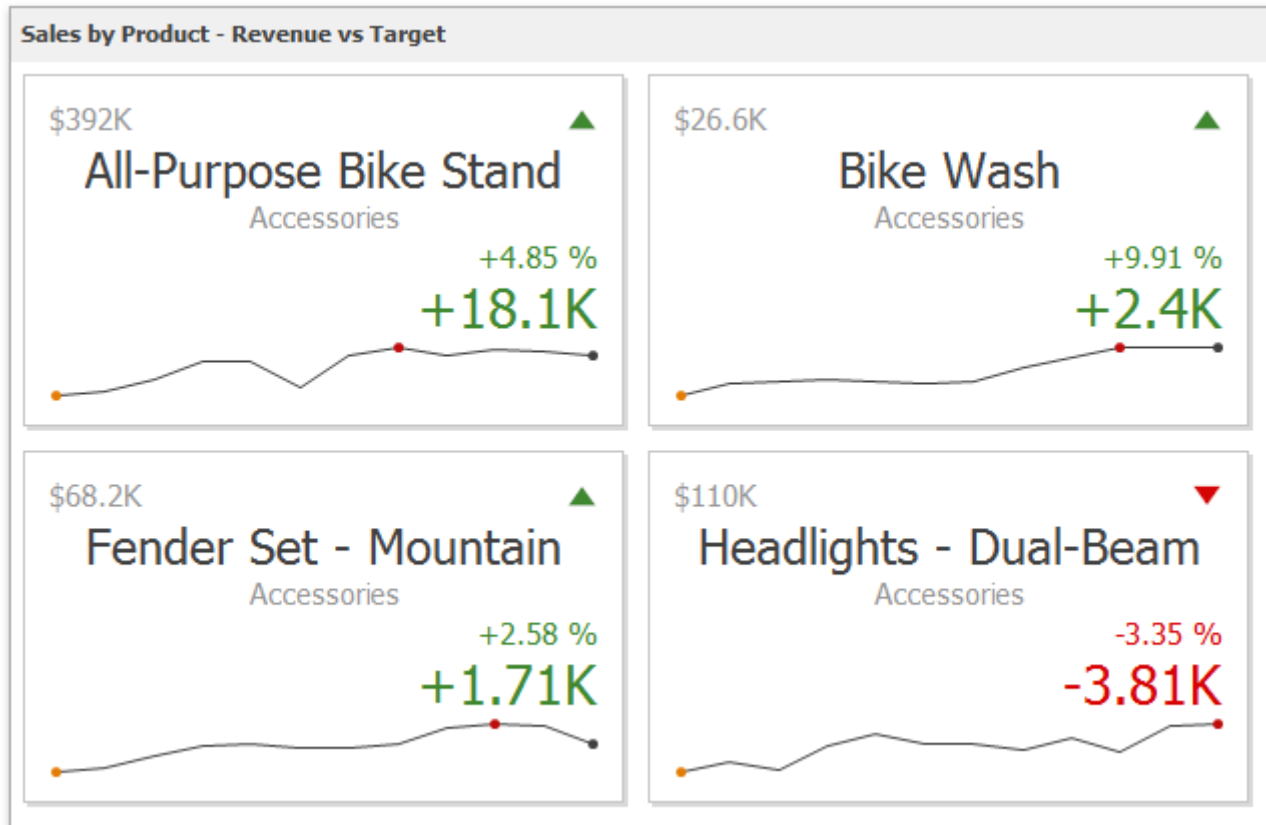 Sales by Product - Revenue vs Target
$392K
All-Purpose Bike Stand
Accessories
+4.85 %
+18.1K
$26.6K
Bike Wash
Accessories
+9.91 %
+2.4K
$68.2K
Fender Set - Mountain
Accessories
+2.58 %
+1.71K
$110K
Headlights - Dual-Beam
Accessories
-3.35 %
-3.81K